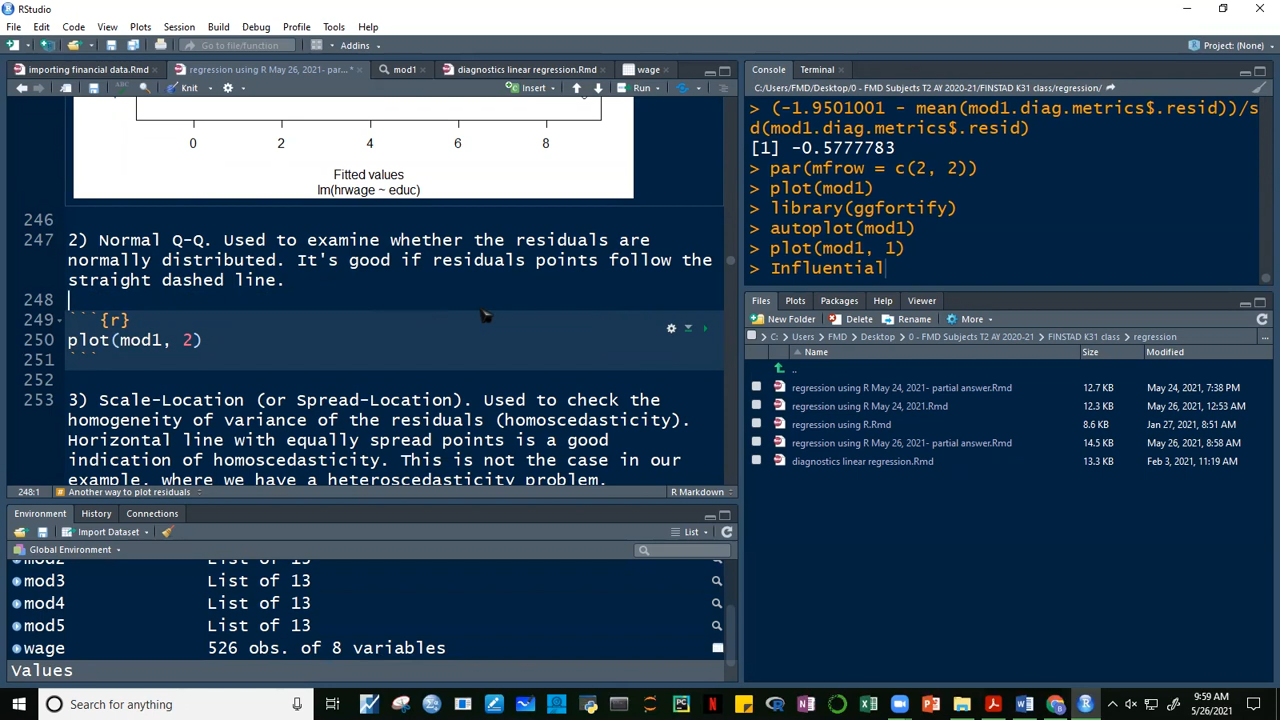 RStudio
File Edit Code View Plots Session Build Debug Profile Tools Help
Go to file/function Addins Project: (None)
importing financial data.Rmd regression using R May 26, 2021- par...* mod1 diagnostics linear regression.Rmd wage
ABC Knit Insert Run
0 2 4 6 8
Fitted values
lm(hrwage ~ educ)
246
247 2) Normal Q-Q. Used to examine whether the residuals are
normally distributed. It's good if residuals points follow the
straight dashed line.
248
249 ```{r}
250 plot(mod1, 2)
251 ```
252
253 3) Scale-Location (or Spread-Location). Used to check the
homogeneity of variance of the residuals (homoscedasticity).
Horizontal line with equally spread points is a good
indication of homoscedasticity. This is not the case in our
example, where we have a heteroscedasticity problem.
248:1 Another way to plot residuals R Markdown
Environment History Connections
Import Dataset List
Global Environment
mod2 List of 13
mod3 List of 13
mod4 List of 13
mod5 List of 13
wage 526 obs. of 8 variables
Values
Console Terminal
C:/Users/FMD/Desktop/0 - FMD Subjects T2 AY 2020-21/FINSTAD K31 class/regression/
> (-1.9501001 - mean(mod1.diag.metrics$.resid))/s
d(mod1.diag.metrics$.resid)
[1] -0.5777783
> par(mfrow = c(2, 2))
> plot(mod1)
> library(ggfortify)
> autoplot(mod1)
> plot(mod1, 1)
> Influential
Files Plots Packages Help Viewer
New Folder Delete Rename More
C: Users FMD Desktop 0 - FMD Subjects T2 AY 2020-21 FINSTAD K31 class regression ...
Name Size Modified
..
regression using R May 24, 2021- partial answer.Rmd 12.7 KB May 24, 2021, 7:38 PM
regression using R May 24, 2021.Rmd 12.3 KB May 26, 2021, 12:53 AM
regression using R.Rmd 8.6 KB Jan 27, 2021, 8:51 AM
regression using R May 26, 2021- partial answer.Rmd 14.5 KB May 26, 2021, 8:58 AM
diagnostics linear regression.Rmd 13.3 KB Feb 3, 2021, 11:19 AM
Search for anything
9:59 AM
5/26/2021